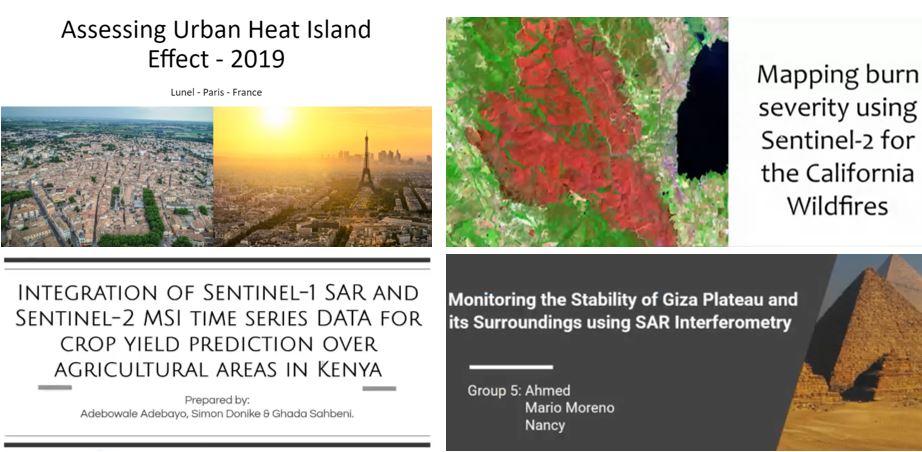 Assessing Urban Heat Island
Effect - 2019
Lunel - Paris - France
Mapping burn
severity using
Sentinel-2 for
the California
Wildfires
INTEGRATION OF SENTINEL-1 SAR AND
SENTINEL-2 MSI TIME SERIES DATA FOR
CROP YIELD PREDICTION OVER
AGRICULTURAL AREAS IN KENYA
Prepared by:
Adebowale Adebayo, Simon Donike & Ghada Sahbeni.
Monitoring the Stability of Giza Plateau and
its Surroundings using SAR Interferometry
Group 5: Ahmed
Mario Moreno
Nancy